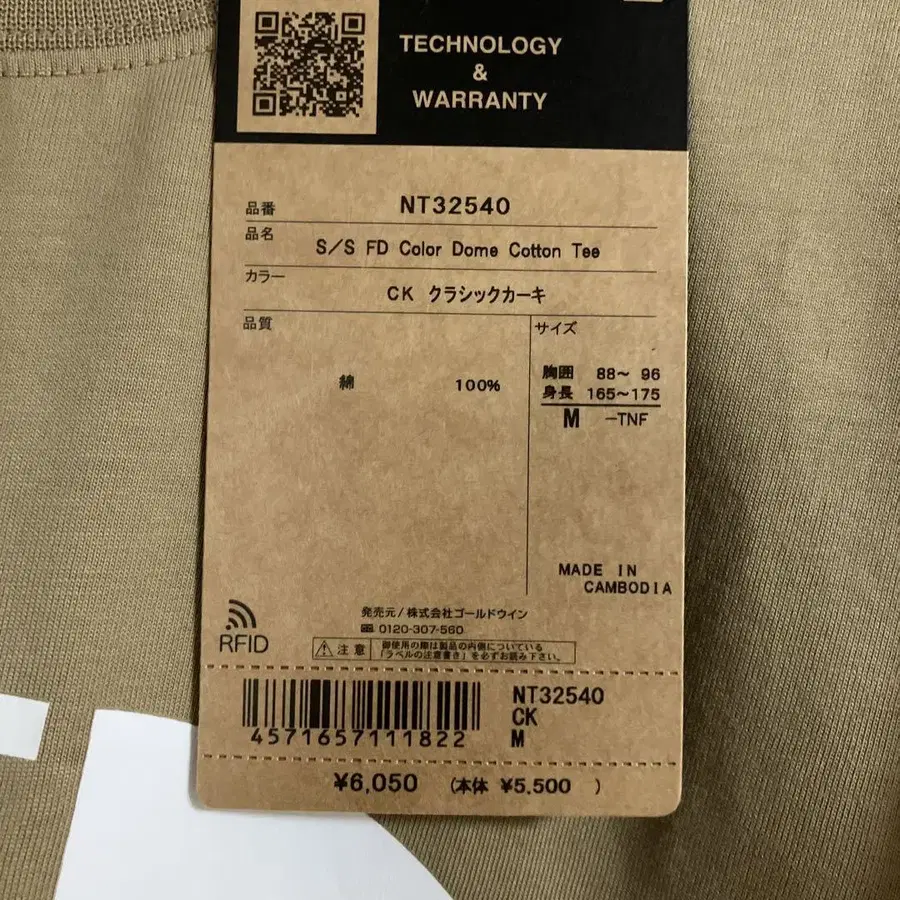 TECHNOLOGY
&
WARRANTY
品番 NT32540
品名
S/S FD Color Dome Cotton Tee
カラー
CK クラシックカーキ
品質
綿 100%
サイズ
胸囲 88~ 96
身長 165~175
M -TNF
MADE IN
CAMBODIA
RFID
発売元/株式会社ゴールドウイン
0120-307-560
注意
御使用の際は製品の内側についている
「ラベルの注意書き」を必ずお読み下さい。
4571657111822
NT32540
CK
M
¥6,050 (本体 ¥5,500 )